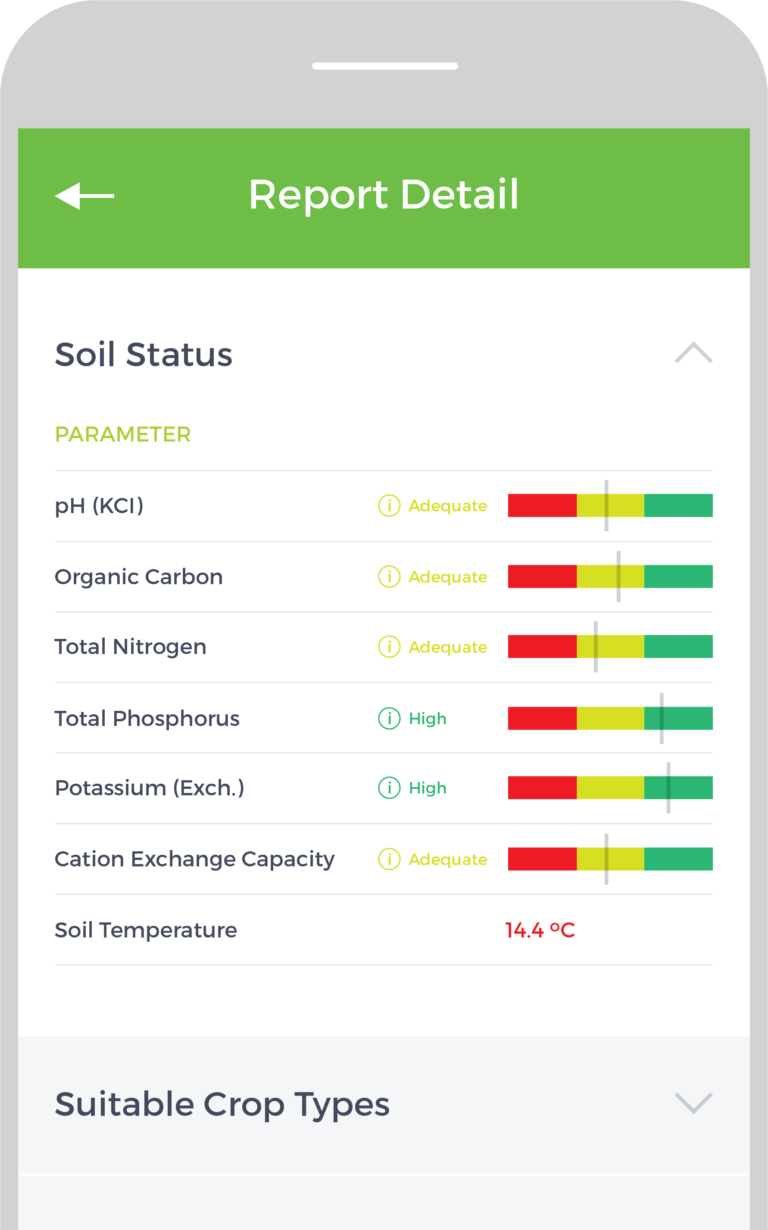 Report Detail
Soil Status
PARAMETER
pH (KCI)
Adequate
Organic Carbon
Adequate
Total Nitrogen
Adequate
Total Phosphorus
High
Potassium (Exch.)
High
Cation Exchange Capacity
Adequate
Soil Temperature
14.4 ºC
Suitable Crop Types